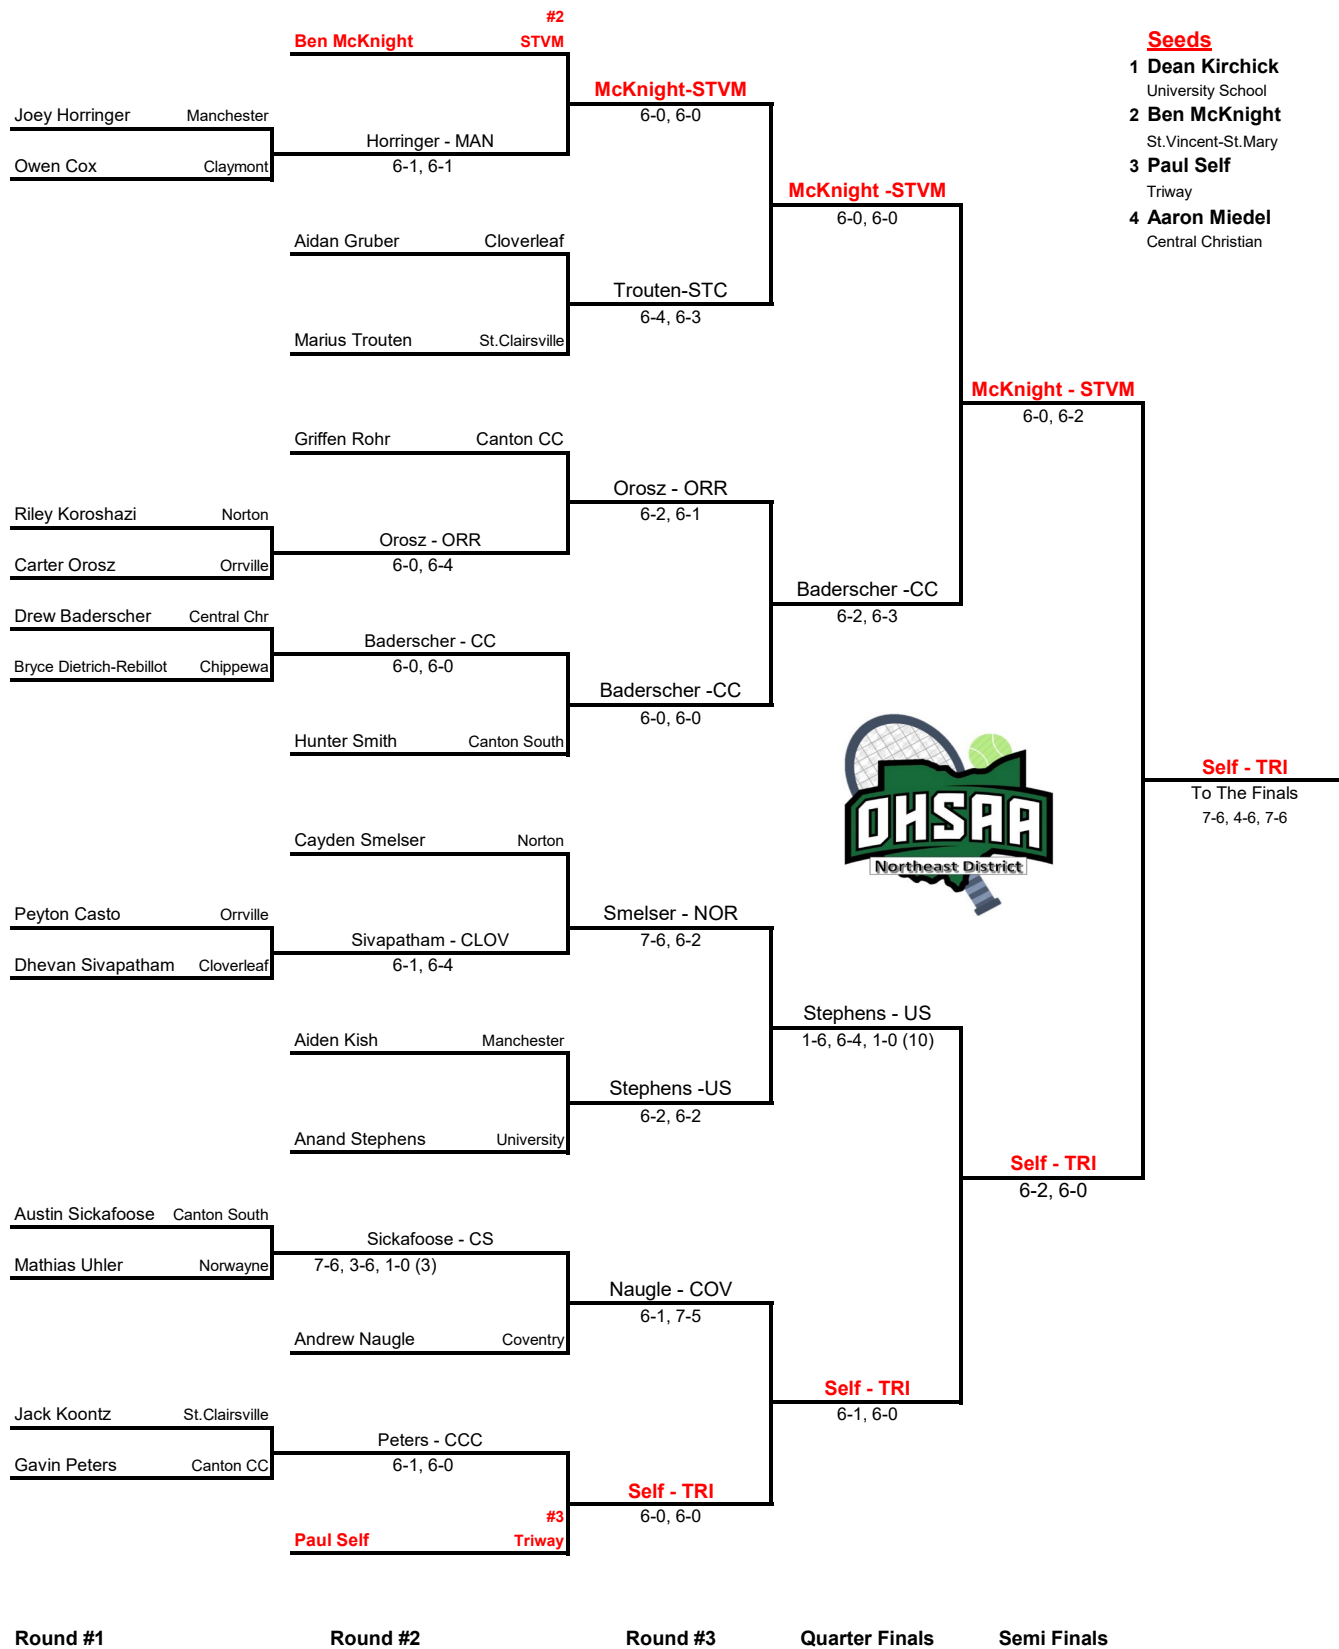 #2
Ben McKnight STVM
Seeds
1 Dean Kirchick
University School
2 Ben McKnight
St.Vincent-St.Mary
3 Paul Self
Triway
4 Aaron Miedel
Central Christian
McKnight-STVM
6-0, 6-0
Joey Horringer Manchester
Horringer - MAN
6-1, 6-1
Owen Cox Claymont
McKnight -STVM
6-0, 6-0
Aidan Gruber Cloverleaf
Trouten-STC
6-4, 6-3
Marius Trouten St.Clairsville
McKnight - STVM
6-0, 6-2
Griffen Rohr Canton CC
Orosz - ORR
6-2, 6-1
Riley Koroshazi Norton
Orosz - ORR
6-0, 6-4
Carter Orosz Orrville
Baderscher -CC
6-2, 6-3
Drew Baderscher Central Chr
Baderscher - CC
6-0, 6-0
Bryce Dietrich-Rebillot Chippewa
Baderscher -CC
6-0, 6-0
Hunter Smith Canton South
Self - TRI
To The Finals
7-6, 4-6, 7-6
OHSAA
Northeast District
Cayden Smelser Norton
Smelser - NOR
7-6, 6-2
Peyton Casto Orrville
Sivapatham - CLOV
6-1, 6-4
Dhevan Sivapatham Cloverleaf
Stephens - US
1-6, 6-4, 1-0 (10)
Aiden Kish Manchester
Stephens -US
6-2, 6-2
Anand Stephens University
Self - TRI
6-2, 6-0
Austin Sickafoose Canton South
Sickafoose - CS
7-6, 3-6, 1-0 (3)
Mathias Uhler Norwayne
Naugle - COV
6-1, 7-5
Andrew Naugle Coventry
Self - TRI
6-1, 6-0
Jack Koontz St.Clairsville
Peters - CCC
6-1, 6-0
Gavin Peters Canton CC
Self - TRI
6-0, 6-0
#3
Paul Self Triway
Round #1 Round #2 Round #3 Quarter Finals Semi Finals